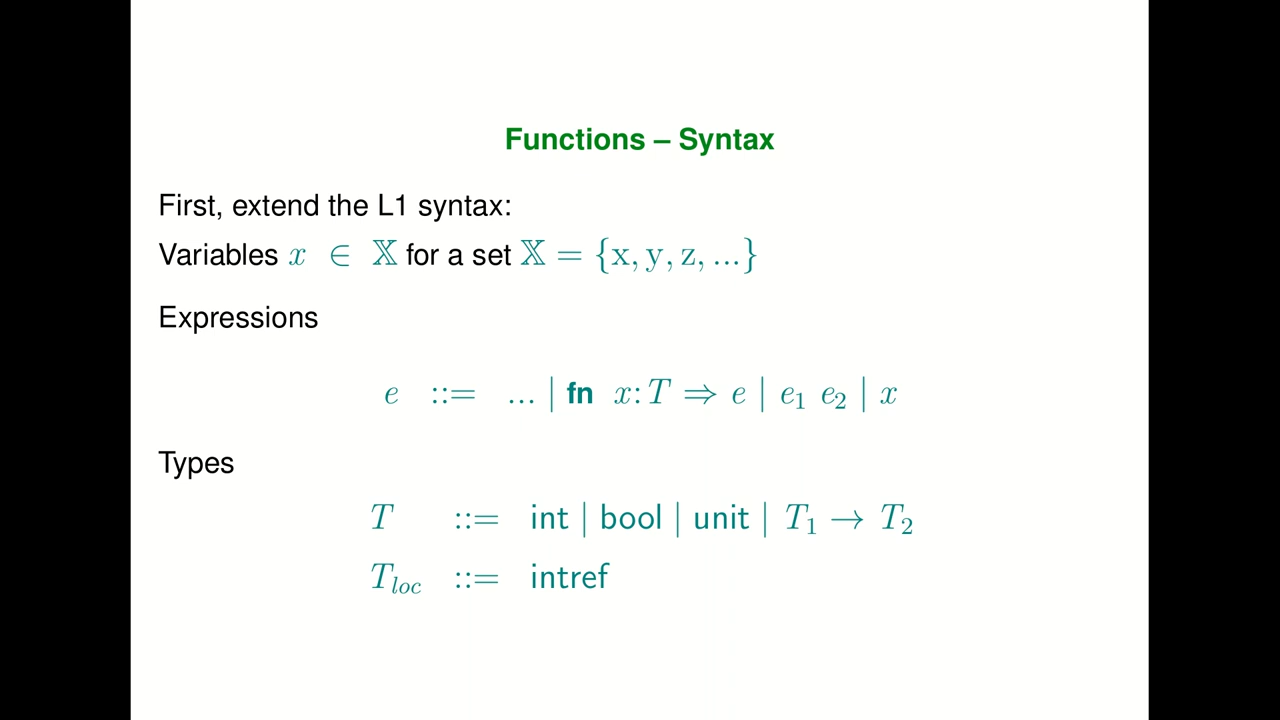 Functions – Syntax
First, extend the L1 syntax:
Variables x ∈ 𝕏 for a set 𝕏 = {x, y, z, ...}
Expressions
e ::= ... | fn x:T ⇒ e | e₁ e₂ | x
Types
T ::= int | bool | unit | T₁ → T₂
T_loc ::= intref